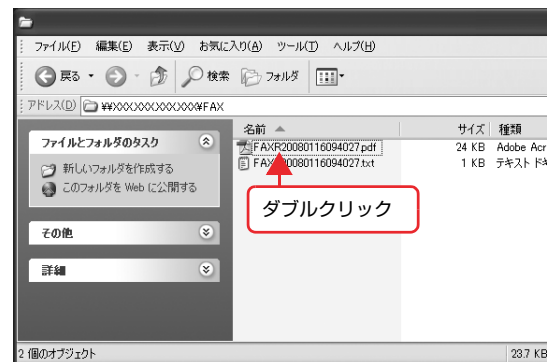 ファイル(F) 編集(E) 表示(V) お気に入り(A) ツール(T) ヘルプ(H)
戻る 検索 フォルダ
アドレス(D) ¥¥XXXXXXXXXXXX¥FAX
名前 サイズ 種類
ファイルとフォルダのタスク
FAXR20080116094027.pdf 24 KB Adobe Acr
FAXR20080116094027.txt 1 KB テキスト ドキ
新しいフォルダを作成する
このフォルダを Web に公開する
ダブルクリック
その他
詳細
2 個のオブジェクト 23.7 KB